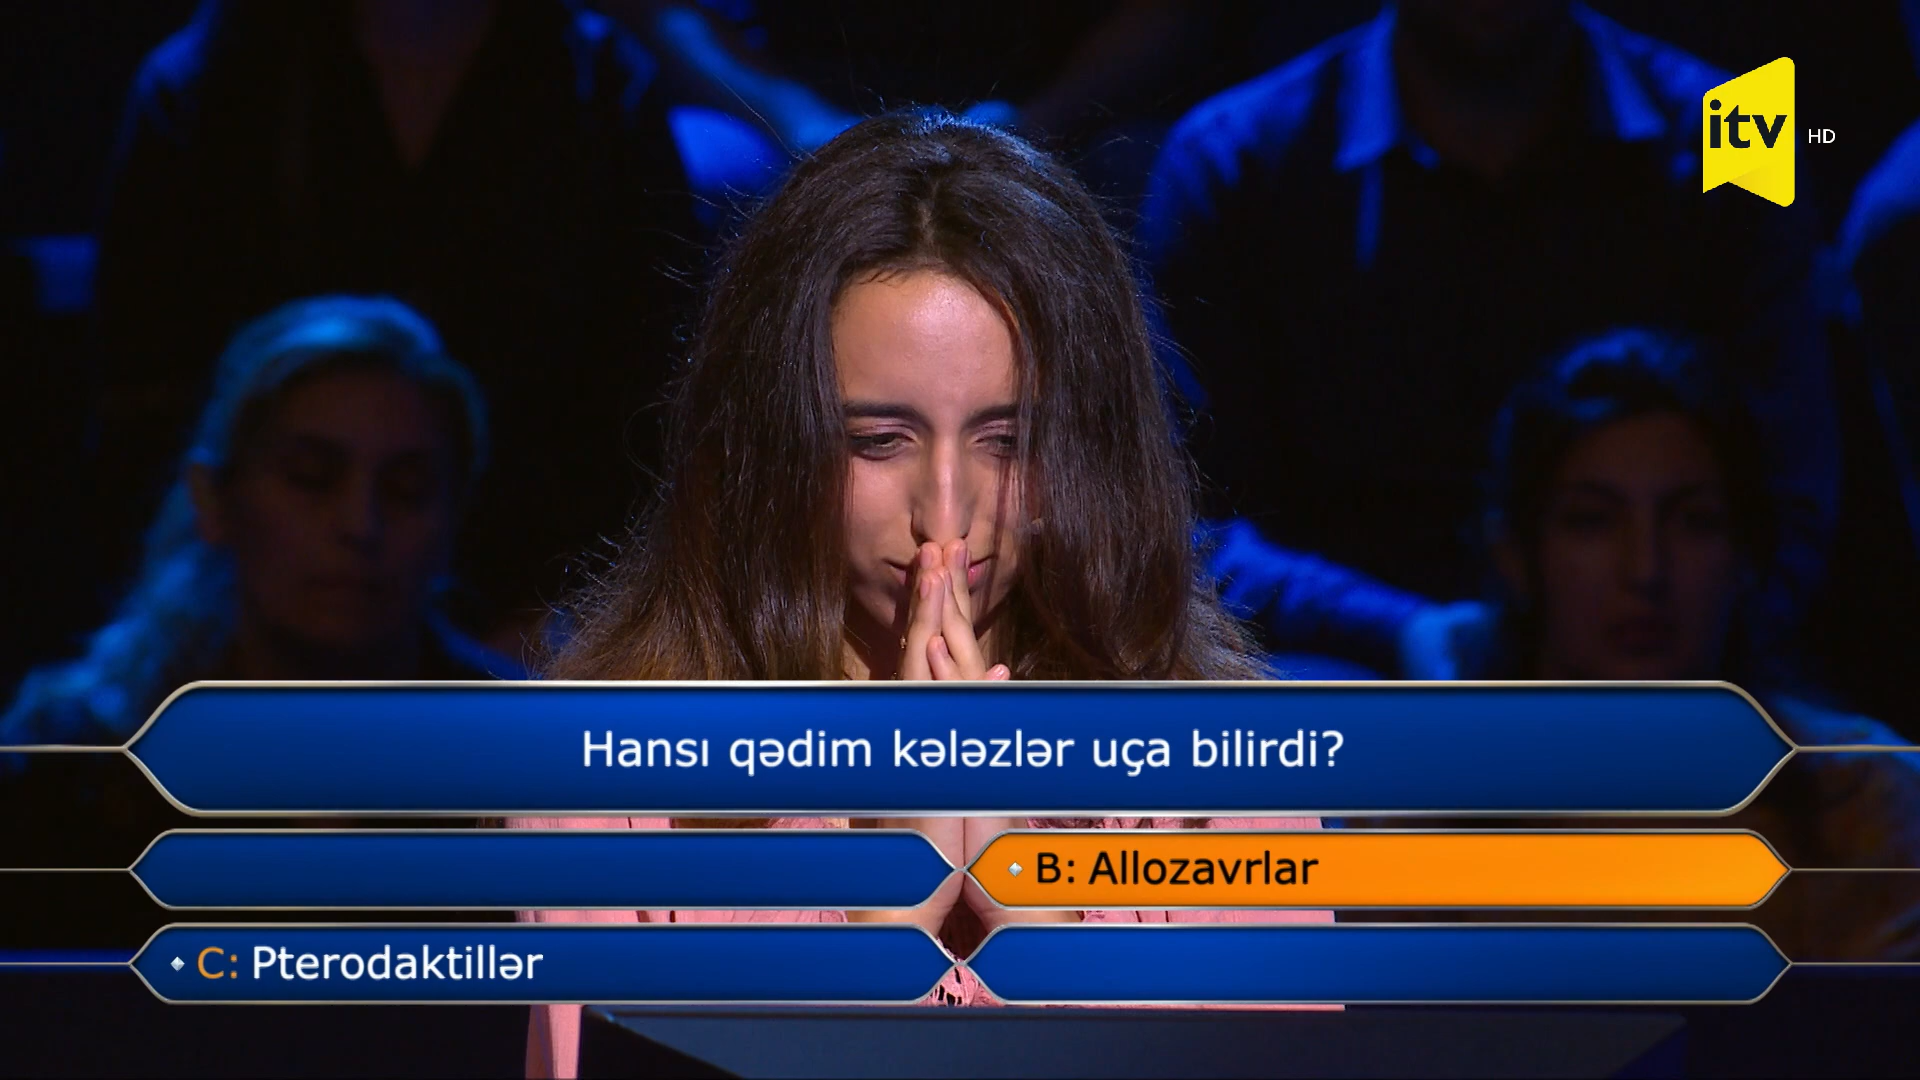 itv HD
Hansı qədim kələzlər uça bilirdi?
B: Allozavrlar
C: Pterodaktillər